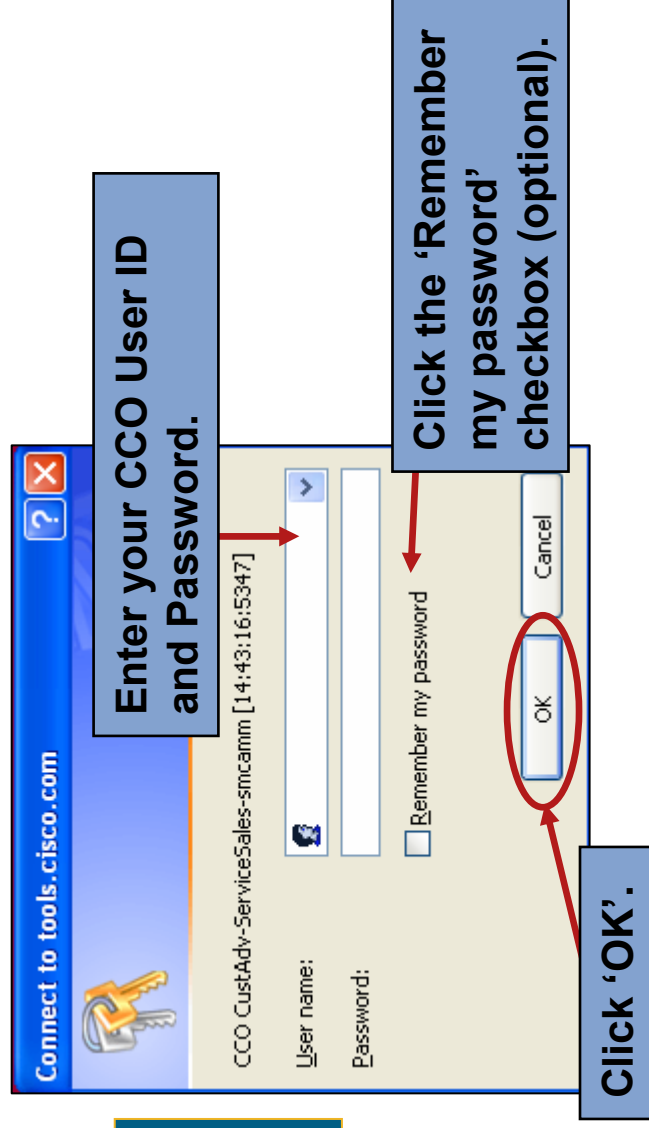 Connect to tools.cisco.com
Enter your CCO User ID
and Password.
CCO CustAdv-ServiceSales-smcamm [14:43:16:5347]
User name:
Password:
Remember my password
Click the ‘Remember
my password’
checkbox (optional).
OK
Cancel
Click ‘OK’.